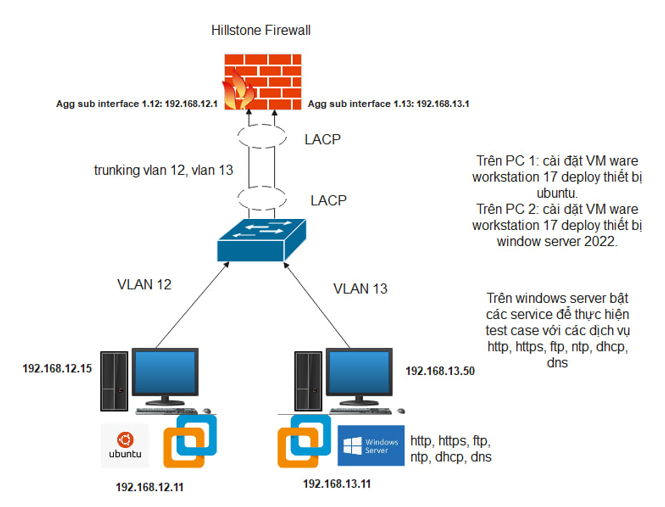 Hillstone Firewall
Agg sub interface 1.12: 192.168.12.1
Agg sub interface 1.13: 192.168.13.1
LACP
trunking vlan 12, vlan 13
LACP
Trên PC 1: cài đặt VM ware
workstation 17 deploy thiết bị
ubuntu.
Trên PC 2: cài dặt VM ware
workstation 17 deploy thiết bị
window server 2022.
VLAN 12
VLAN 13
Trên windows server bật
các service để thực hiện
test case với các dịch vụ
http, https, ftp, ntp, dhcp,
dns
192.168.12.15
192.168.13.50
ubuntu
Windows
Server
http, https, ftp,
ntp, dhcp, dns
192.168.12.11
192.168.13.11